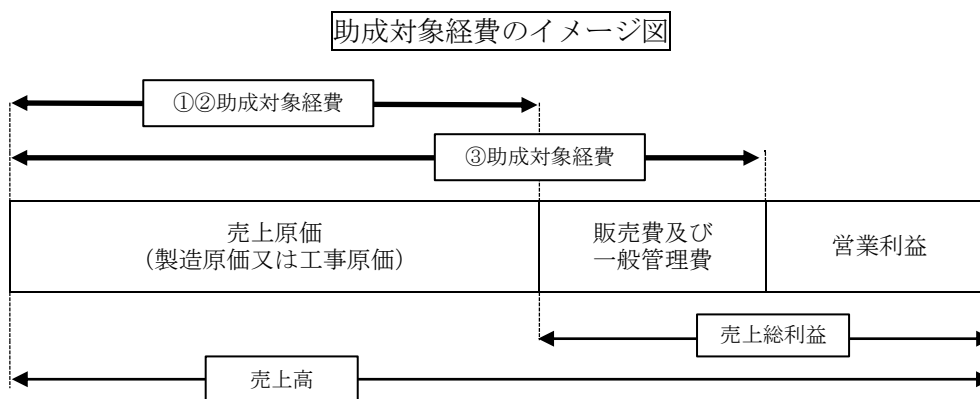 助成対象経費のイメージ図
①②助成対象経費
③助成対象経費
売上原価
(製造原価又は工事原価)
販売費及び
一般管理費
営業利益
売上総利益
売上高